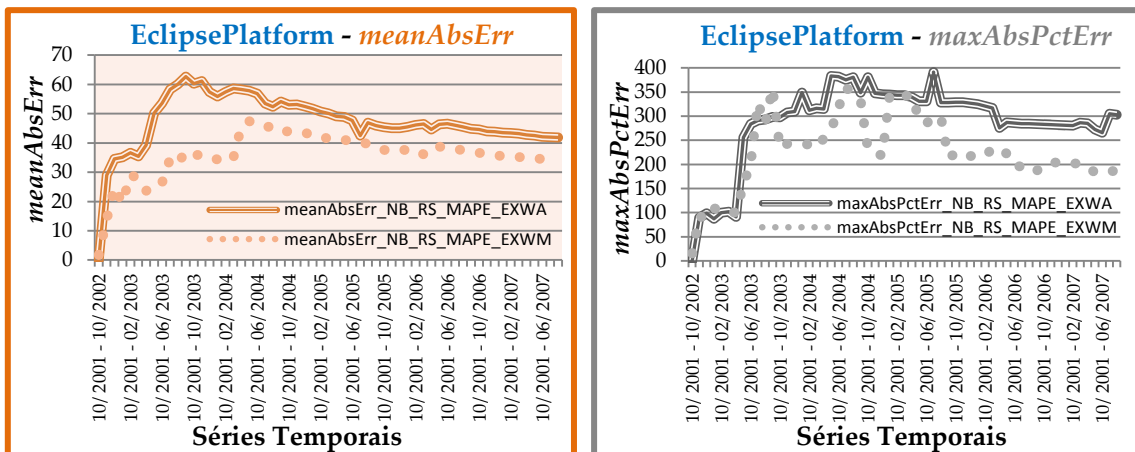 EclipsePlatform - meanAbsErr
meanAbsErr
70
60
50
40
30
20
10
0
meanAbsErr_NB_RS_MAPE_EXWA
meanAbsErr_NB_RS_MAPE_EXWM
10/ 2001 - 10/ 2002
10/ 2001 - 02/ 2003
10/ 2001 - 06/ 2003
10/ 2001 - 10/ 2003
10/ 2001 - 02/ 2004
10/ 2001 - 06/ 2004
10/ 2001 - 10/ 2004
10/ 2001 - 02/ 2005
10/ 2001 - 06/ 2005
10/ 2001 - 10/ 2005
10/ 2001 - 02/ 2006
10/ 2001 - 06/ 2006
10/ 2001 - 10/ 2006
10/ 2001 - 02/ 2007
10/ 2001 - 06/ 2007
Séries Temporais
EclipsePlatform - maxAbsPctErr
maxAbsPctErr
400
350
300
250
200
150
100
50
0
maxAbsPctErr_NB_RS_MAPE_EXWA
maxAbsPctErr_NB_RS_MAPE_EXWM
10/ 2001 - 10/ 2002
10/ 2001 - 02/ 2003
10/ 2001 - 06/ 2003
10/ 2001 - 10/ 2003
10/ 2001 - 02/ 2004
10/ 2001 - 06/ 2004
10/ 2001 - 10/ 2004
10/ 2001 - 02/ 2005
10/ 2001 - 06/ 2005
10/ 2001 - 10/ 2005
10/ 2001 - 02/ 2006
10/ 2001 - 06/ 2006
10/ 2001 - 10/ 2006
10/ 2001 - 02/ 2007
10/ 2001 - 06/ 2007
Séries Temporais